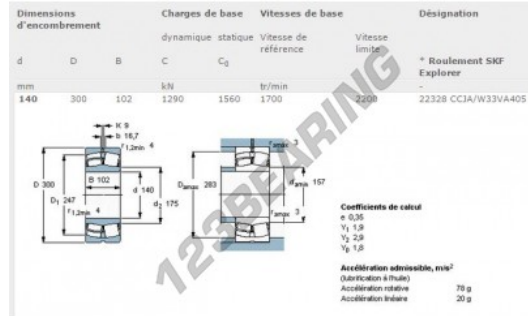 Dimensions d'encombrement Charges de base Vitesses de base Désignation
dynamique statique Vitesse de référence Vitesse limite
d D B C C0 * Roulement SKF Explorer
mm kN tr/min -
140 300 102 1290 1560 1700 2200 22328 CCJA/W33VA405
K 9
b 16,7
r1,2min 4
ramax 3
B 102
D 300
D1 247
d 140
d2 175
r1,2min 4
Damax 283
damin 157
ramax 3
123BEARING
Coefficients de calcul
e 0,35
Y1 1,9
Y2 2,9
Y0 1,8
Accélération admissible, m/s2
(lubrification à l'huile)
Accélération rotative 78 g
Accélération linéaire 20 g